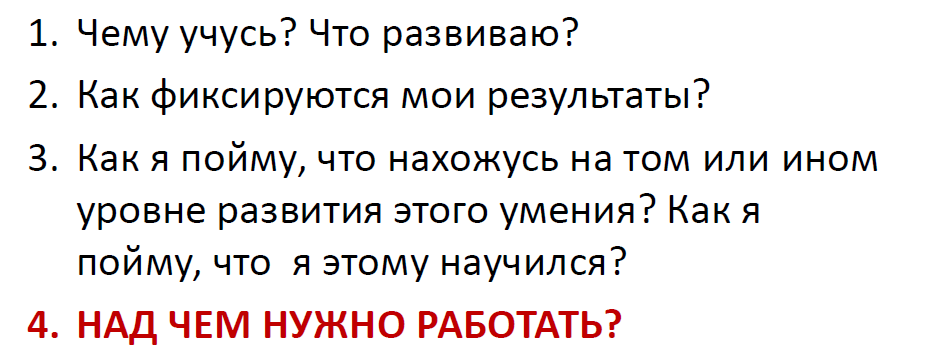 1. Чему учусь? Что развиваю?
2. Как фиксируются мои результаты?
3. Как я пойму, что нахожусь на том или ином
уровне развития этого умения? Как я
пойму, что  я этому научился?
4. НАД ЧЕМ НУЖНО РАБОТАТЬ?